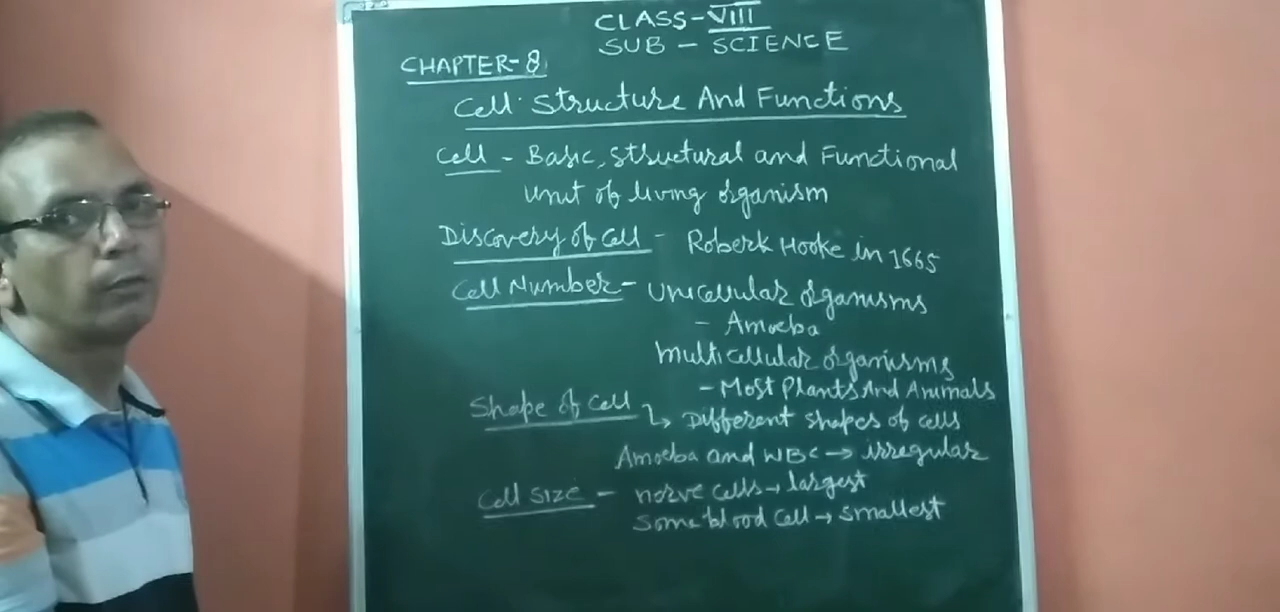 CLASS-VIII
SUB - SCIENCE
CHAPTER-8
Cell Structure And Functions
Cell - Basic, Structural and Functional
Unit of living organism
Discovery of Cell - Robert Hooke in 1665
Cell Number - Unicellular organisms
- Amoeba
Multicellular organisms
- Most Plants And Animals
Shape of Cell
↳ Different shapes of cells
Amoeba and WBC → irregular
Cell Size - nerve cells → largest
Some blood cell → smallest